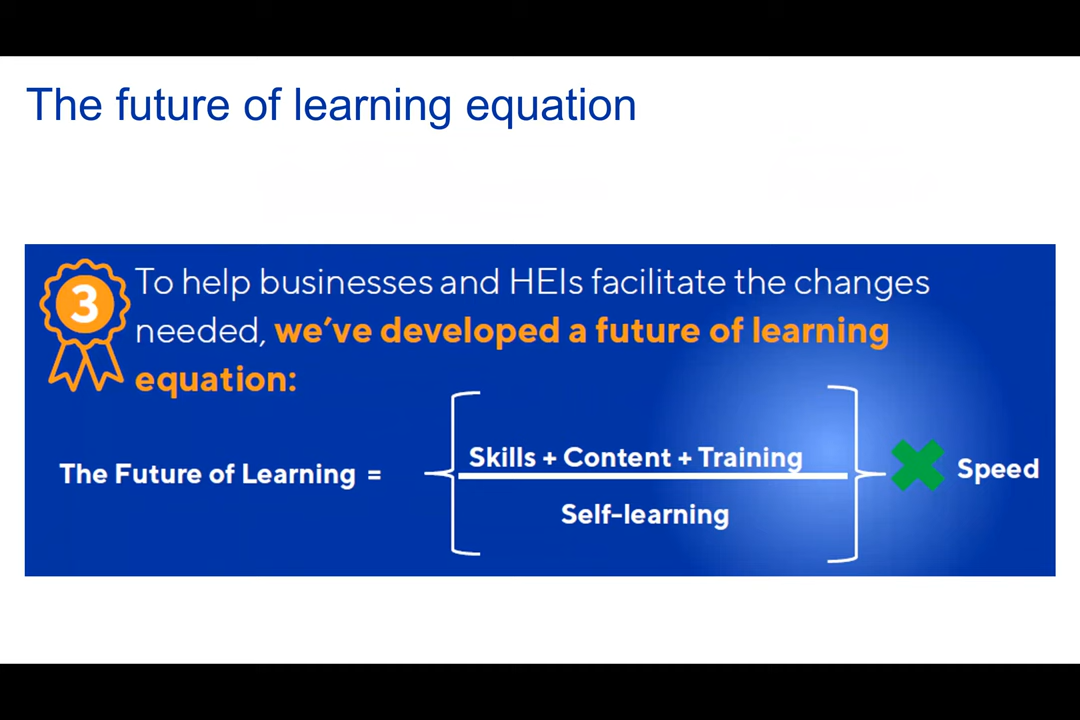 The future of learning equation
3
To help businesses and HEIs facilitate the changes
needed, we've developed a future of learning
equation:
The Future of Learning =
Skills + Content + Training
Self-learning
Speed